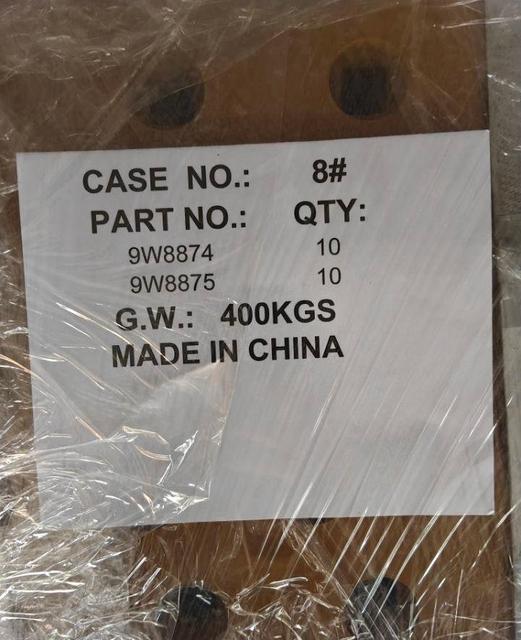 CASE NO.: 8#
PART NO.: QTY:
9W8874 10
9W8875 10
G.W.: 400KGS
MADE IN CHINA